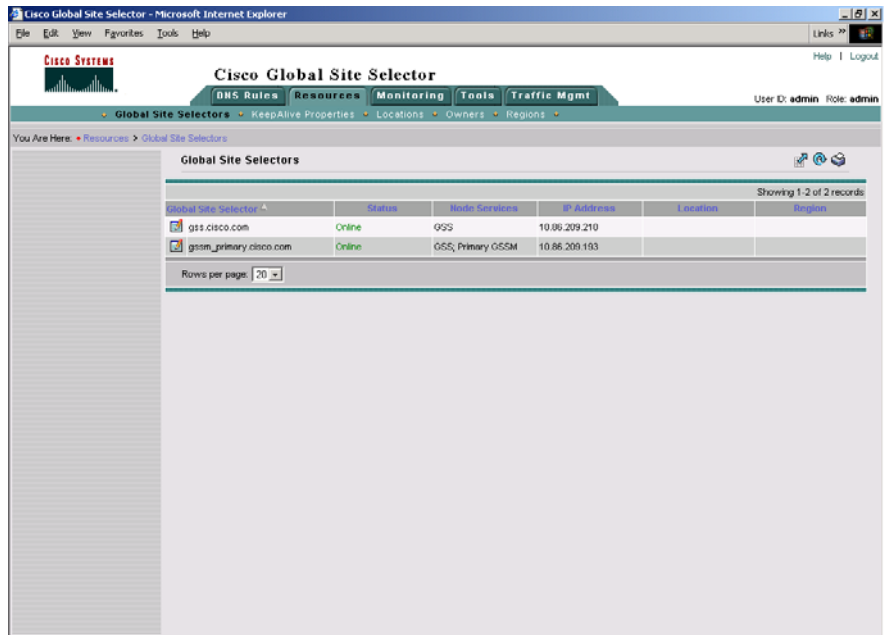 Cisco Global Site Selector - Microsoft Internet Explorer
File Edit View Favorites Tools Help Links »
CISCO SYSTEMS
Help | Logout
Cisco Global Site Selector
DNS Rules Resources Monitoring Tools Traffic Mgmt
User ID: admin Role: admin
Global Site Selectors KeepAlive Properties Locations Owners Regions
You Are Here: • Resources > Global Site Selectors
Global Site Selectors
Showing 1-2 of 2 records
Global Site Selector Status Node Services IP Address Location Region
gss.cisco.com Online GSS 10.86.209.210
gssm_primary.cisco.com Online GSS; Primary GSSM 10.86.209.193
Rows per page: 20